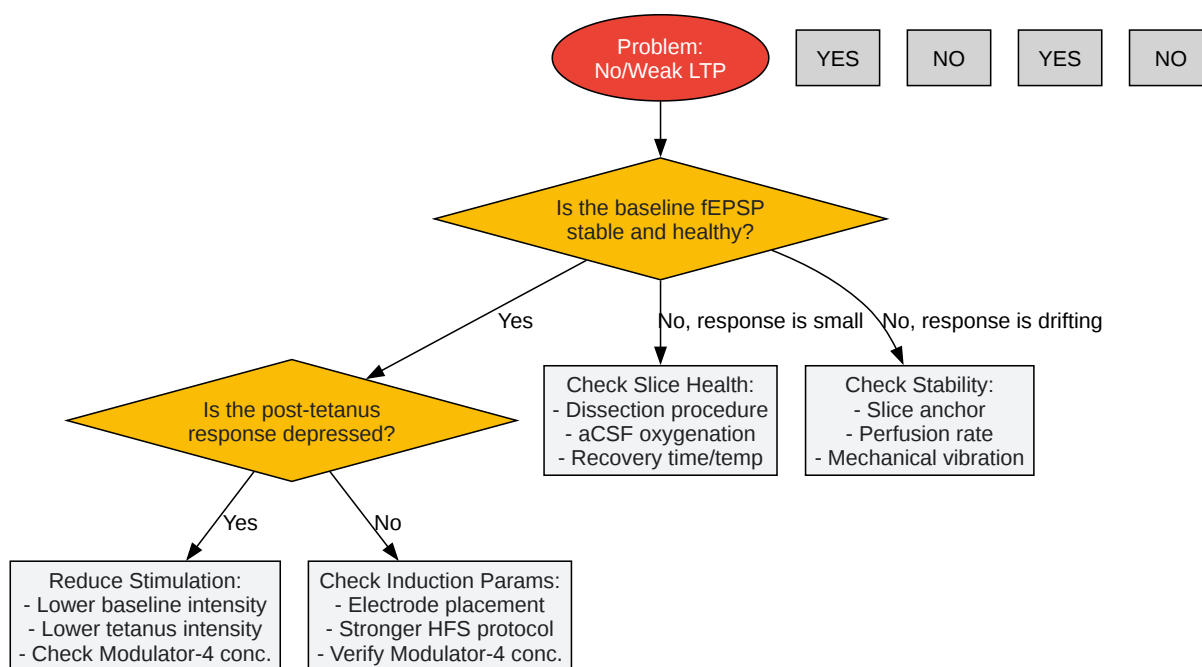 Problem:
No/Weak LTP
YES
NO
YES
NO
Is the baseline fEPSP
stable and healthy?
Yes
No, response is small
No, response is drifting
Is the post-tetanus
response depressed?
Check Slice Health:
- Dissection procedure
- aCSF oxygenation
- Recovery time/temp
Check Stability:
- Slice anchor
- Perfusion rate
- Mechanical vibration
Yes
No
Reduce Stimulation:
- Lower baseline intensity
- Lower tetanus intensity
- Check Modulator-4 conc.
Check Induction Params:
- Electrode placement
- Stronger HFS protocol
- Verify Modulator-4 conc.